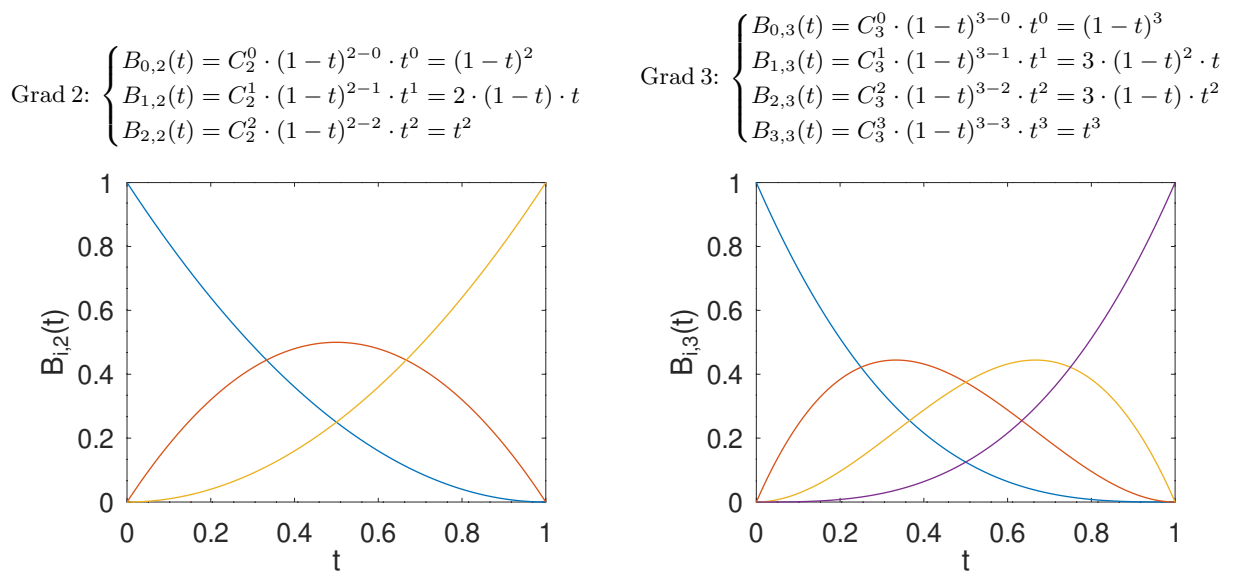 Grad 2:
B_{0,2}(t) = C_2^0 · (1 − t)^{2−0} · t^0 = (1 − t)^2
B_{1,2}(t) = C_2^1 · (1 − t)^{2−1} · t^1 = 2 · (1 − t) · t
B_{2,2}(t) = C_2^2 · (1 − t)^{2−2} · t^2 = t^2
Grad 3:
B_{0,3}(t) = C_3^0 · (1 − t)^{3−0} · t^0 = (1 − t)^3
B_{1,3}(t) = C_3^1 · (1 − t)^{3−1} · t^1 = 3 · (1 − t)^2 · t
B_{2,3}(t) = C_3^2 · (1 − t)^{3−2} · t^2 = 3 · (1 − t) · t^2
B_{3,3}(t) = C_3^3 · (1 − t)^{3−3} · t^3 = t^3
B_{i,2}(t)
1
0.8
0.6
0.4
0.2
0
0 0.2 0.4 0.6 0.8 1
t
B_{i,3}(t)
1
0.8
0.6
0.4
0.2
0
0 0.2 0.4 0.6 0.8 1
t